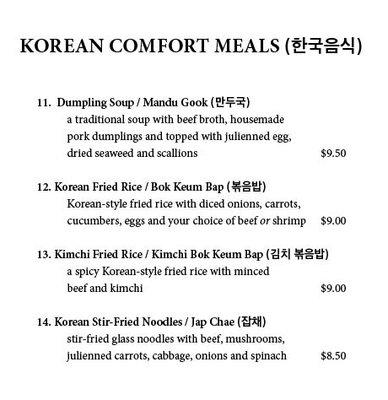 KOREAN COMFORT MEALS (한국음식)
11. Dumpling Soup / Mandu Gook (만두국)
a traditional soup with beef broth, housemade
pork dumplings and topped with julienned egg,
dried seaweed and scallions $9.50
12. Korean Fried Rice / Bok Keum Bap (볶음밥)
Korean-style fried rice with diced onions, carrots,
cucumbers, eggs and your choice of beef or shrimp $9.00
13. Kimchi Fried Rice / Kimchi Bok Keum Bap (김치 볶음밥)
a spicy Korean-style fried rice with minced
beef and kimchi $9.00
14. Korean Stir-Fried Noodles / Jap Chae (잡채)
stir-fried glass noodles with beef, mushrooms,
julienned carrots, cabbage, onions and spinach $8.50